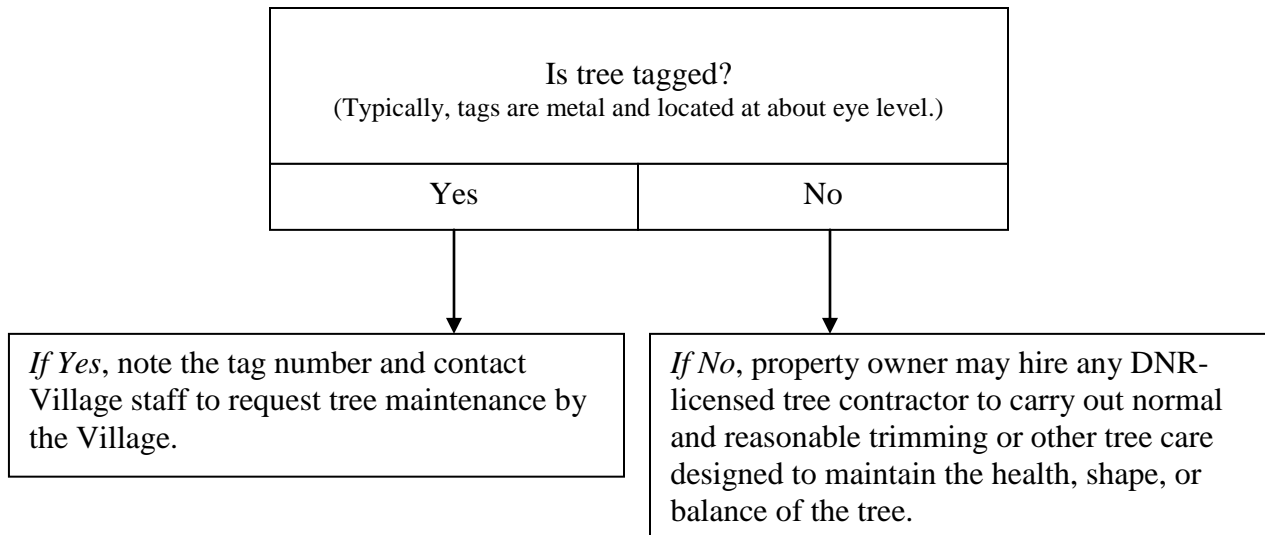 Is tree tagged?
(Typically, tags are metal and located at about eye level.)
Yes
No
If Yes, note the tag number and contact
Village staff to request tree maintenance by
the Village.
If No, property owner may hire any DNR-
licensed tree contractor to carry out normal
and reasonable trimming or other tree care
designed to maintain the health, shape, or
balance of the tree.